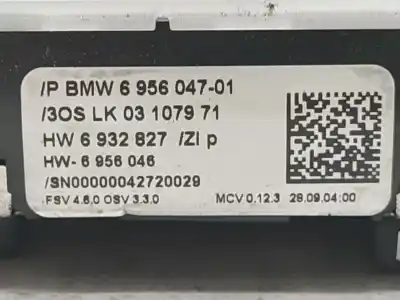 /P BMW 6 956 047-01
/3OS LK 03 1079 71
HW 6 932 827 /ZI p
HW- 6 956 046
/SN00000042720029
FSV 4.6.0 OSV 3.3.0 MCV 0.12.3 28.09.04:00